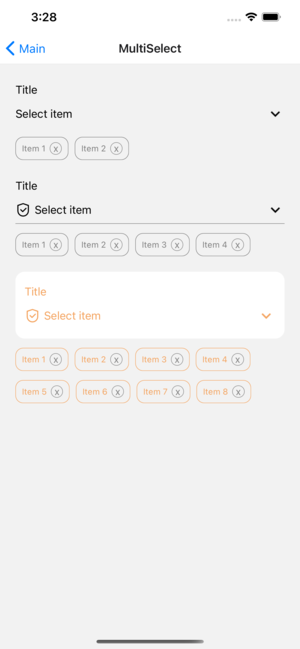 3:28
Main
MultiSelect
Title
Select item
Item 1 x Item 2 x
Title
Select item
Item 1 x Item 2 x Item 3 x Item 4 x
Title
Select item
Item 1 x Item 2 x Item 3 x Item 4 x
Item 5 x Item 6 x Item 7 x Item 8 x